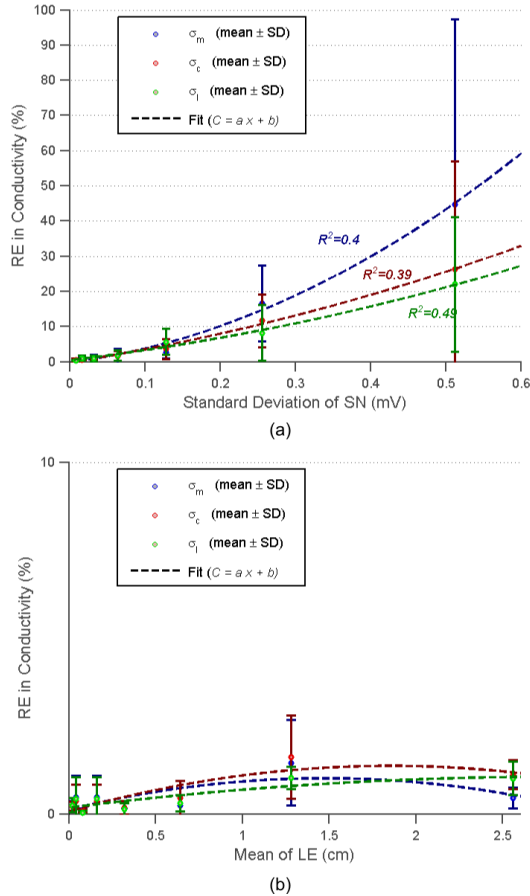 100
90
80
70
60
50
40
30
20
10
0
RE in Conductivity (%)
σm (mean ± SD)
σc (mean ± SD)
σl (mean ± SD)
Fit (C = a x + b)
R²=0.4
R²=0.39
R²=0.49
0 0.1 0.2 0.3 0.4 0.5 0.6
Standard Deviation of SN (mV)
(a)
10
0
RE in Conductivity (%)
σm (mean ± SD)
σc (mean ± SD)
σl (mean ± SD)
Fit (C = a x + b)
0 0.5 1 1.5 2 2.5
Mean of LE (cm)
(b)